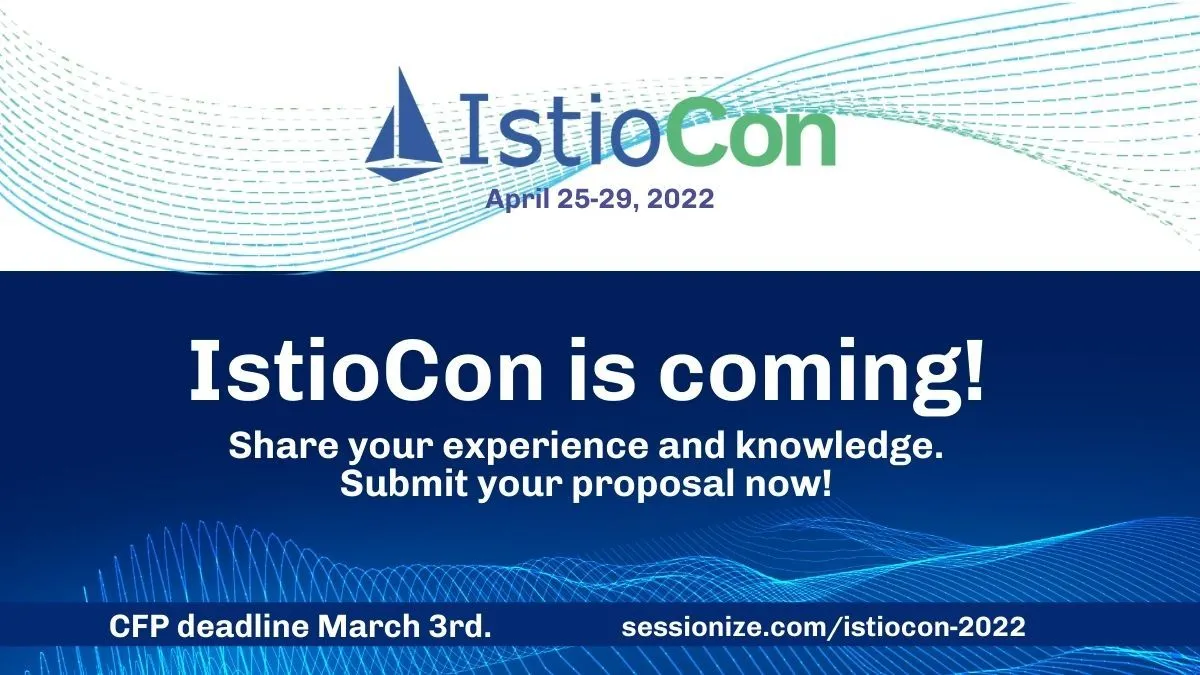 IstioCon
April 25-29, 2022
IstioCon is coming!
Share your experience and knowledge.
Submit your proposal now!
CFP deadline March 3rd.
sessionize.com/istiocon-2022